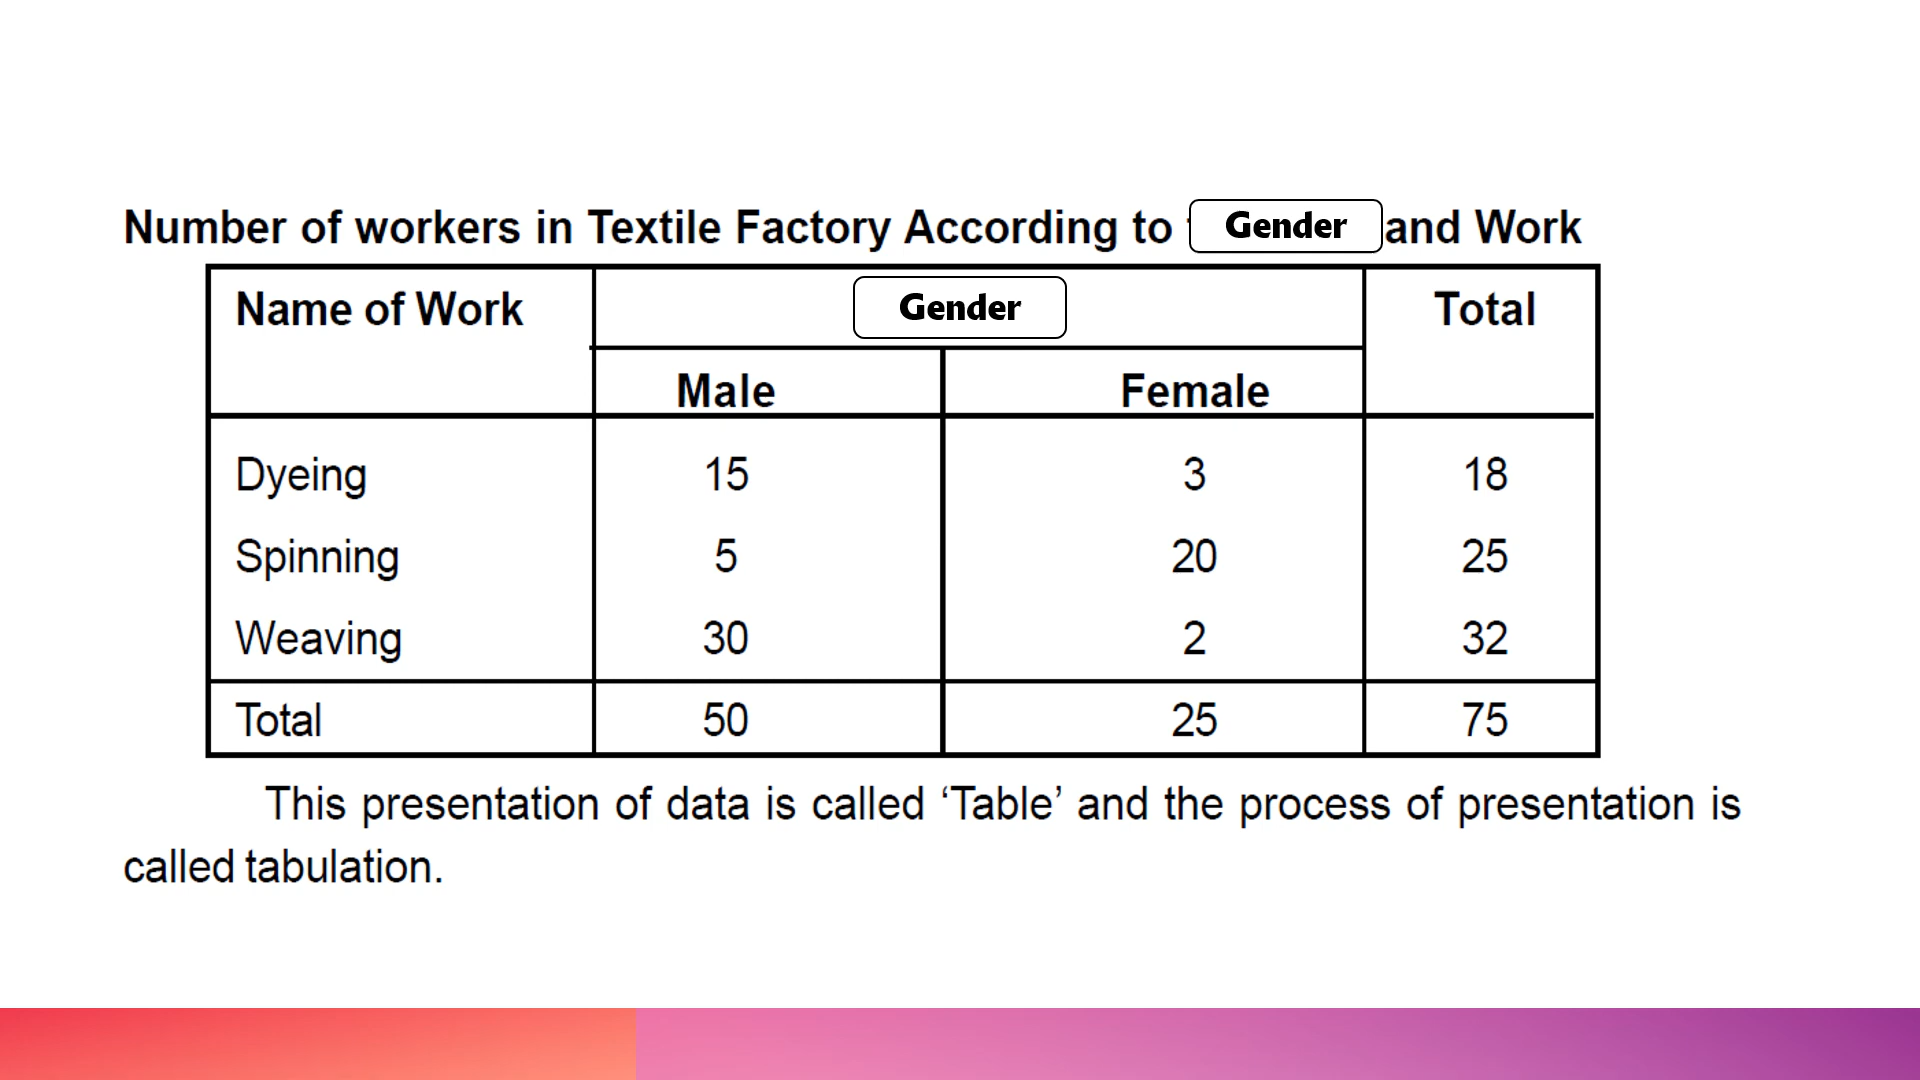 Number of workers in Textile Factory According to Gender and Work
Name of Work Gender Total
Male Female
Dyeing 15 3 18
Spinning 5 20 25
Weaving 30 2 32
Total 50 25 75
This presentation of data is called ‘Table’ and the process of presentation is
called tabulation.